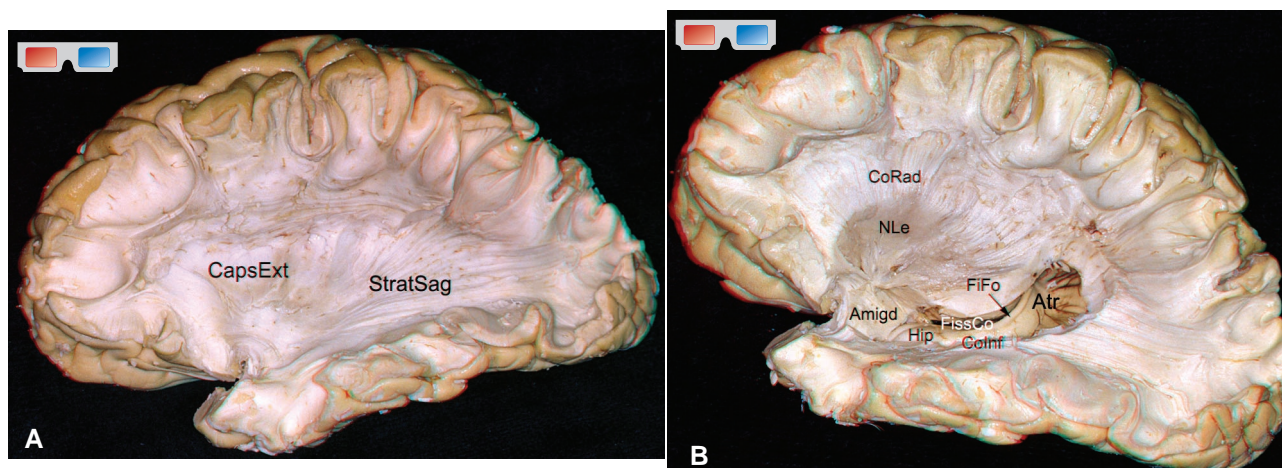 CapsExt
StratSag
A
CoRad
NLe
FiFo
Atr
Amigd
FissCo
Hip
CoInf
B